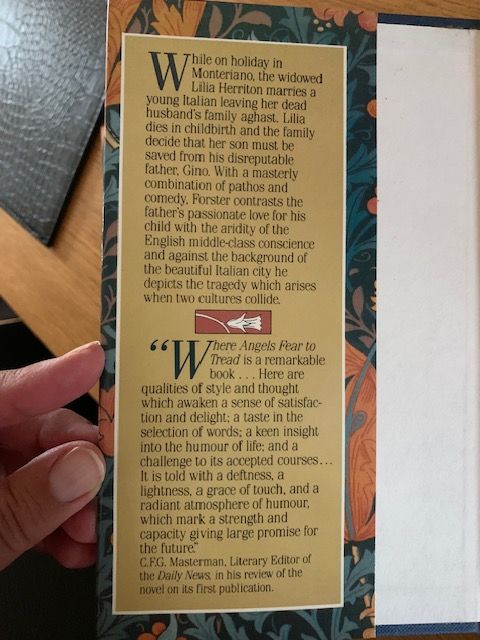 While on holiday in
Monteriano, the widowed
Lilia Herriton marries a
young Italian leaving her dead
husband's family aghast. Lilia
dies in childbirth and the family
decide that her son must be
saved from his disreputable
father, Gino. With a masterly
combination of pathos and
comedy, Forster contrasts the
father's passionate love for his
child with the aridity of the
English middle-class conscience
and against the background of
the beautiful Italian city he
depicts the tragedy which arises
when two cultures collide.
“Where Angels Fear to
Tread is a remarkable
book . . . Here are
qualities of style and thought
which awaken a sense of satisfac-
tion and delight; a taste in the
selection of words; a keen insight
into the humour of life; and a
challenge to its accepted courses...
It is told with a deftness, a
lightness, a grace of touch, and a
radiant atmosphere of humour,
which mark a strength and
capacity giving large promise for
the future.”
C.F.G. Masterman, Literary Editor of
the Daily News, in his review of the
novel on its first publication.